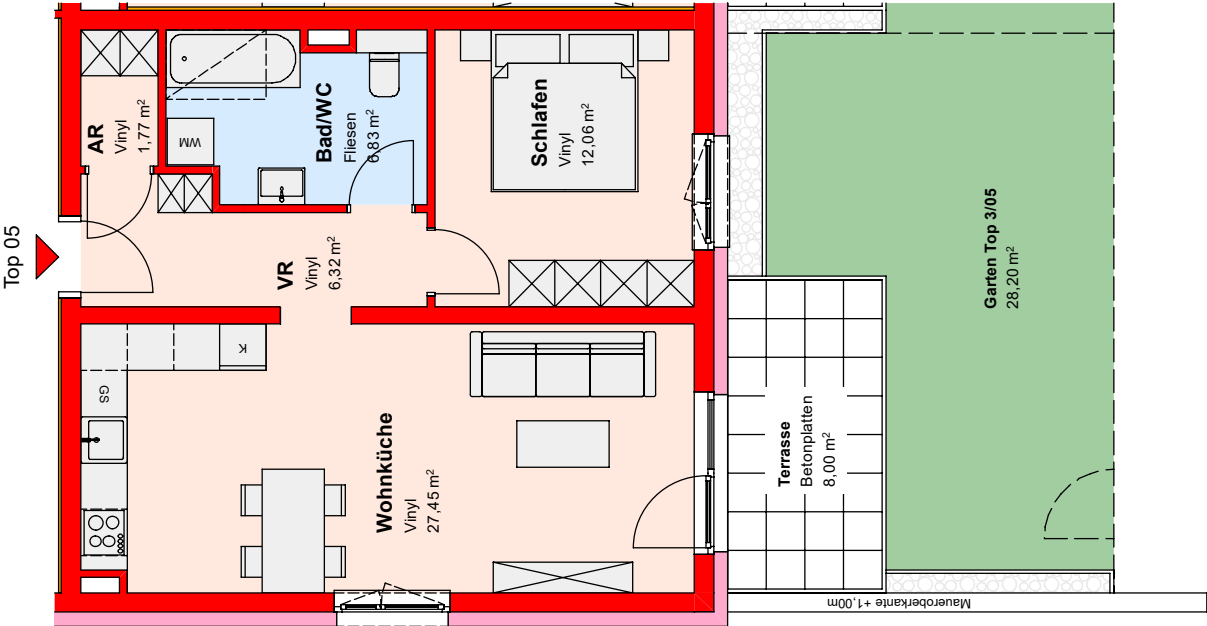 Top 05
AR
Vinyl
1,77 m²
WM
Bad/WC
Fliesen
6,83 m²
Schlafen
Vinyl
12,06 m²
VR
Vinyl
6,32 m²
K
GS
Wohnküche
Vinyl
27,45 m²
Terrasse
Betonplatten
8,00 m²
Garten Top 3/05
28,20 m²
Maueroberkante +1,00m